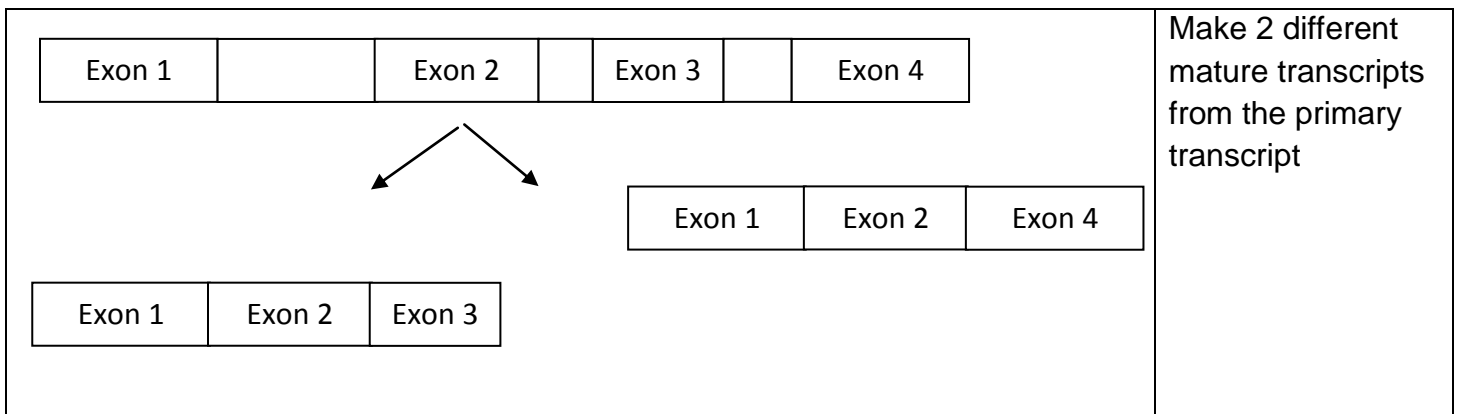 Exon 1 Exon 2 Exon 3 Exon 4
Exon 1 Exon 2 Exon 4
Exon 1 Exon 2 Exon 3
Make 2 different
mature transcripts
from the primary
transcript